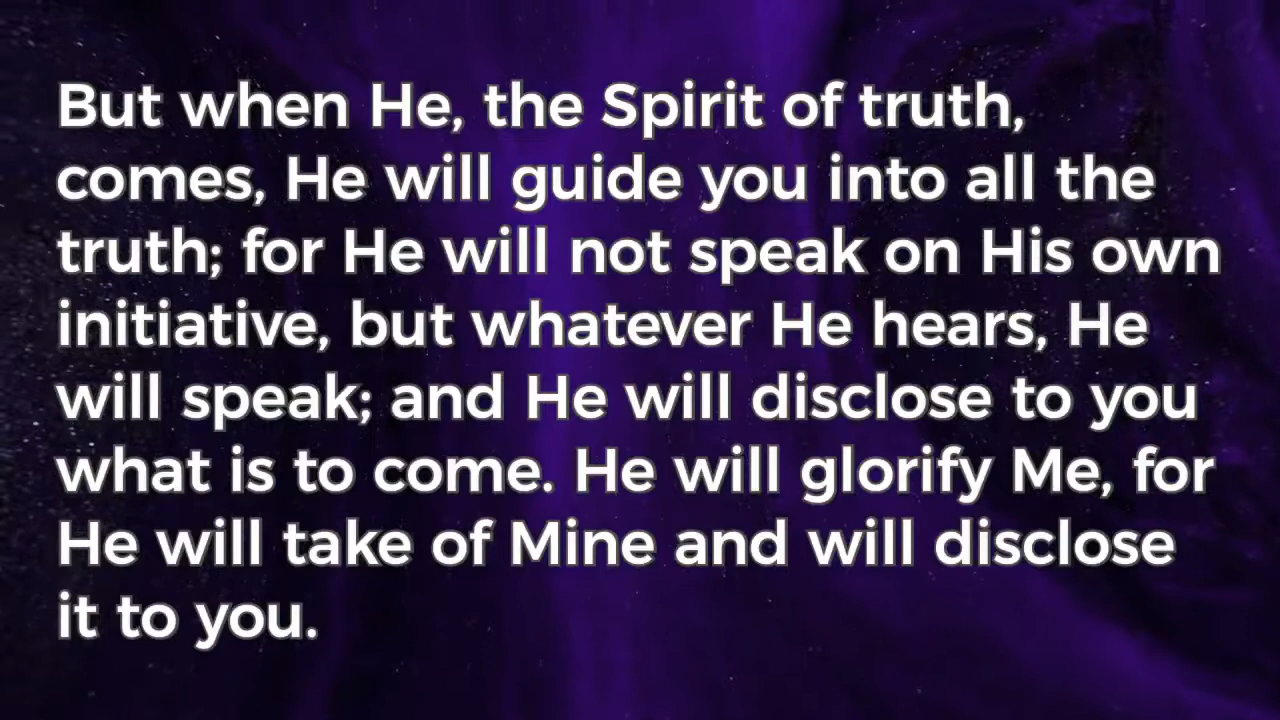 But when He, the Spirit of truth,
comes, He will guide you into all the
truth; for He will not speak on His own
initiative, but whatever He hears, He
will speak; and He will disclose to you
what is to come. He will glorify Me, for
He will take of Mine and will disclose
it to you.